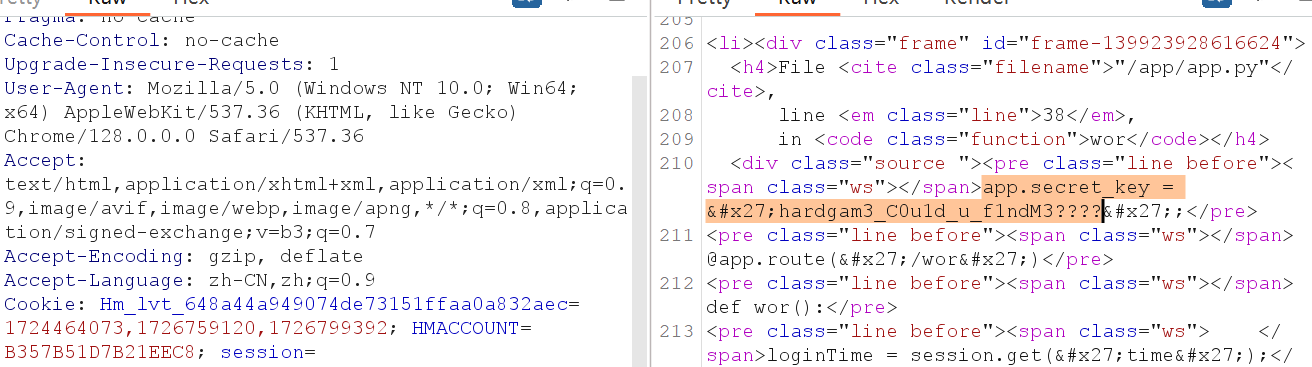 Pretty Raw Hex
Pragma: no-cache
Cache-Control: no-cache
Upgrade-Insecure-Requests: 1
User-Agent: Mozilla/5.0 (Windows NT 10.0; Win64;
x64) AppleWebKit/537.36 (KHTML, like Gecko)
Chrome/128.0.0.0 Safari/537.36
Accept:
text/html,application/xhtml+xml,application/xml;q=0.
9,image/avif,image/webp,image/apng,*/*;q=0.8,applica
tion/signed-exchange;v=b3;q=0.7
Accept-Encoding: gzip, deflate
Accept-Language: zh-CN,zh;q=0.9
Cookie: Hm_lvt_648a44a949074de73151ffaa0a832aec=
1724464073,1726759120,1726799392; HMACCOUNT=
B357B51D7B21EEC8; session=
Pretty Raw Hex Render
205
206 <li><div class="frame" id="frame-139923928616624">
207 <h4>File <cite class="filename">"/app/app.py"</
cite>,
208 line <em class="line">38</em>,
209 in <code class="function">wor</code></h4>
210 <div class="source "><pre class="line before"><
span class="ws"></span>app.secret_key =
&#x27;hardgam3_C0u1d_u_f1ndM3????&#x27;;</pre>
211 <pre class="line before"><span class="ws"></span>
@app.route(&#x27;/wor&#x27;)</pre>
212 <pre class="line before"><span class="ws"></span>
def wor():</pre>
213 <pre class="line before"><span class="ws"> </
span>loginTime = session.get(&#x27;time&#x27;);</